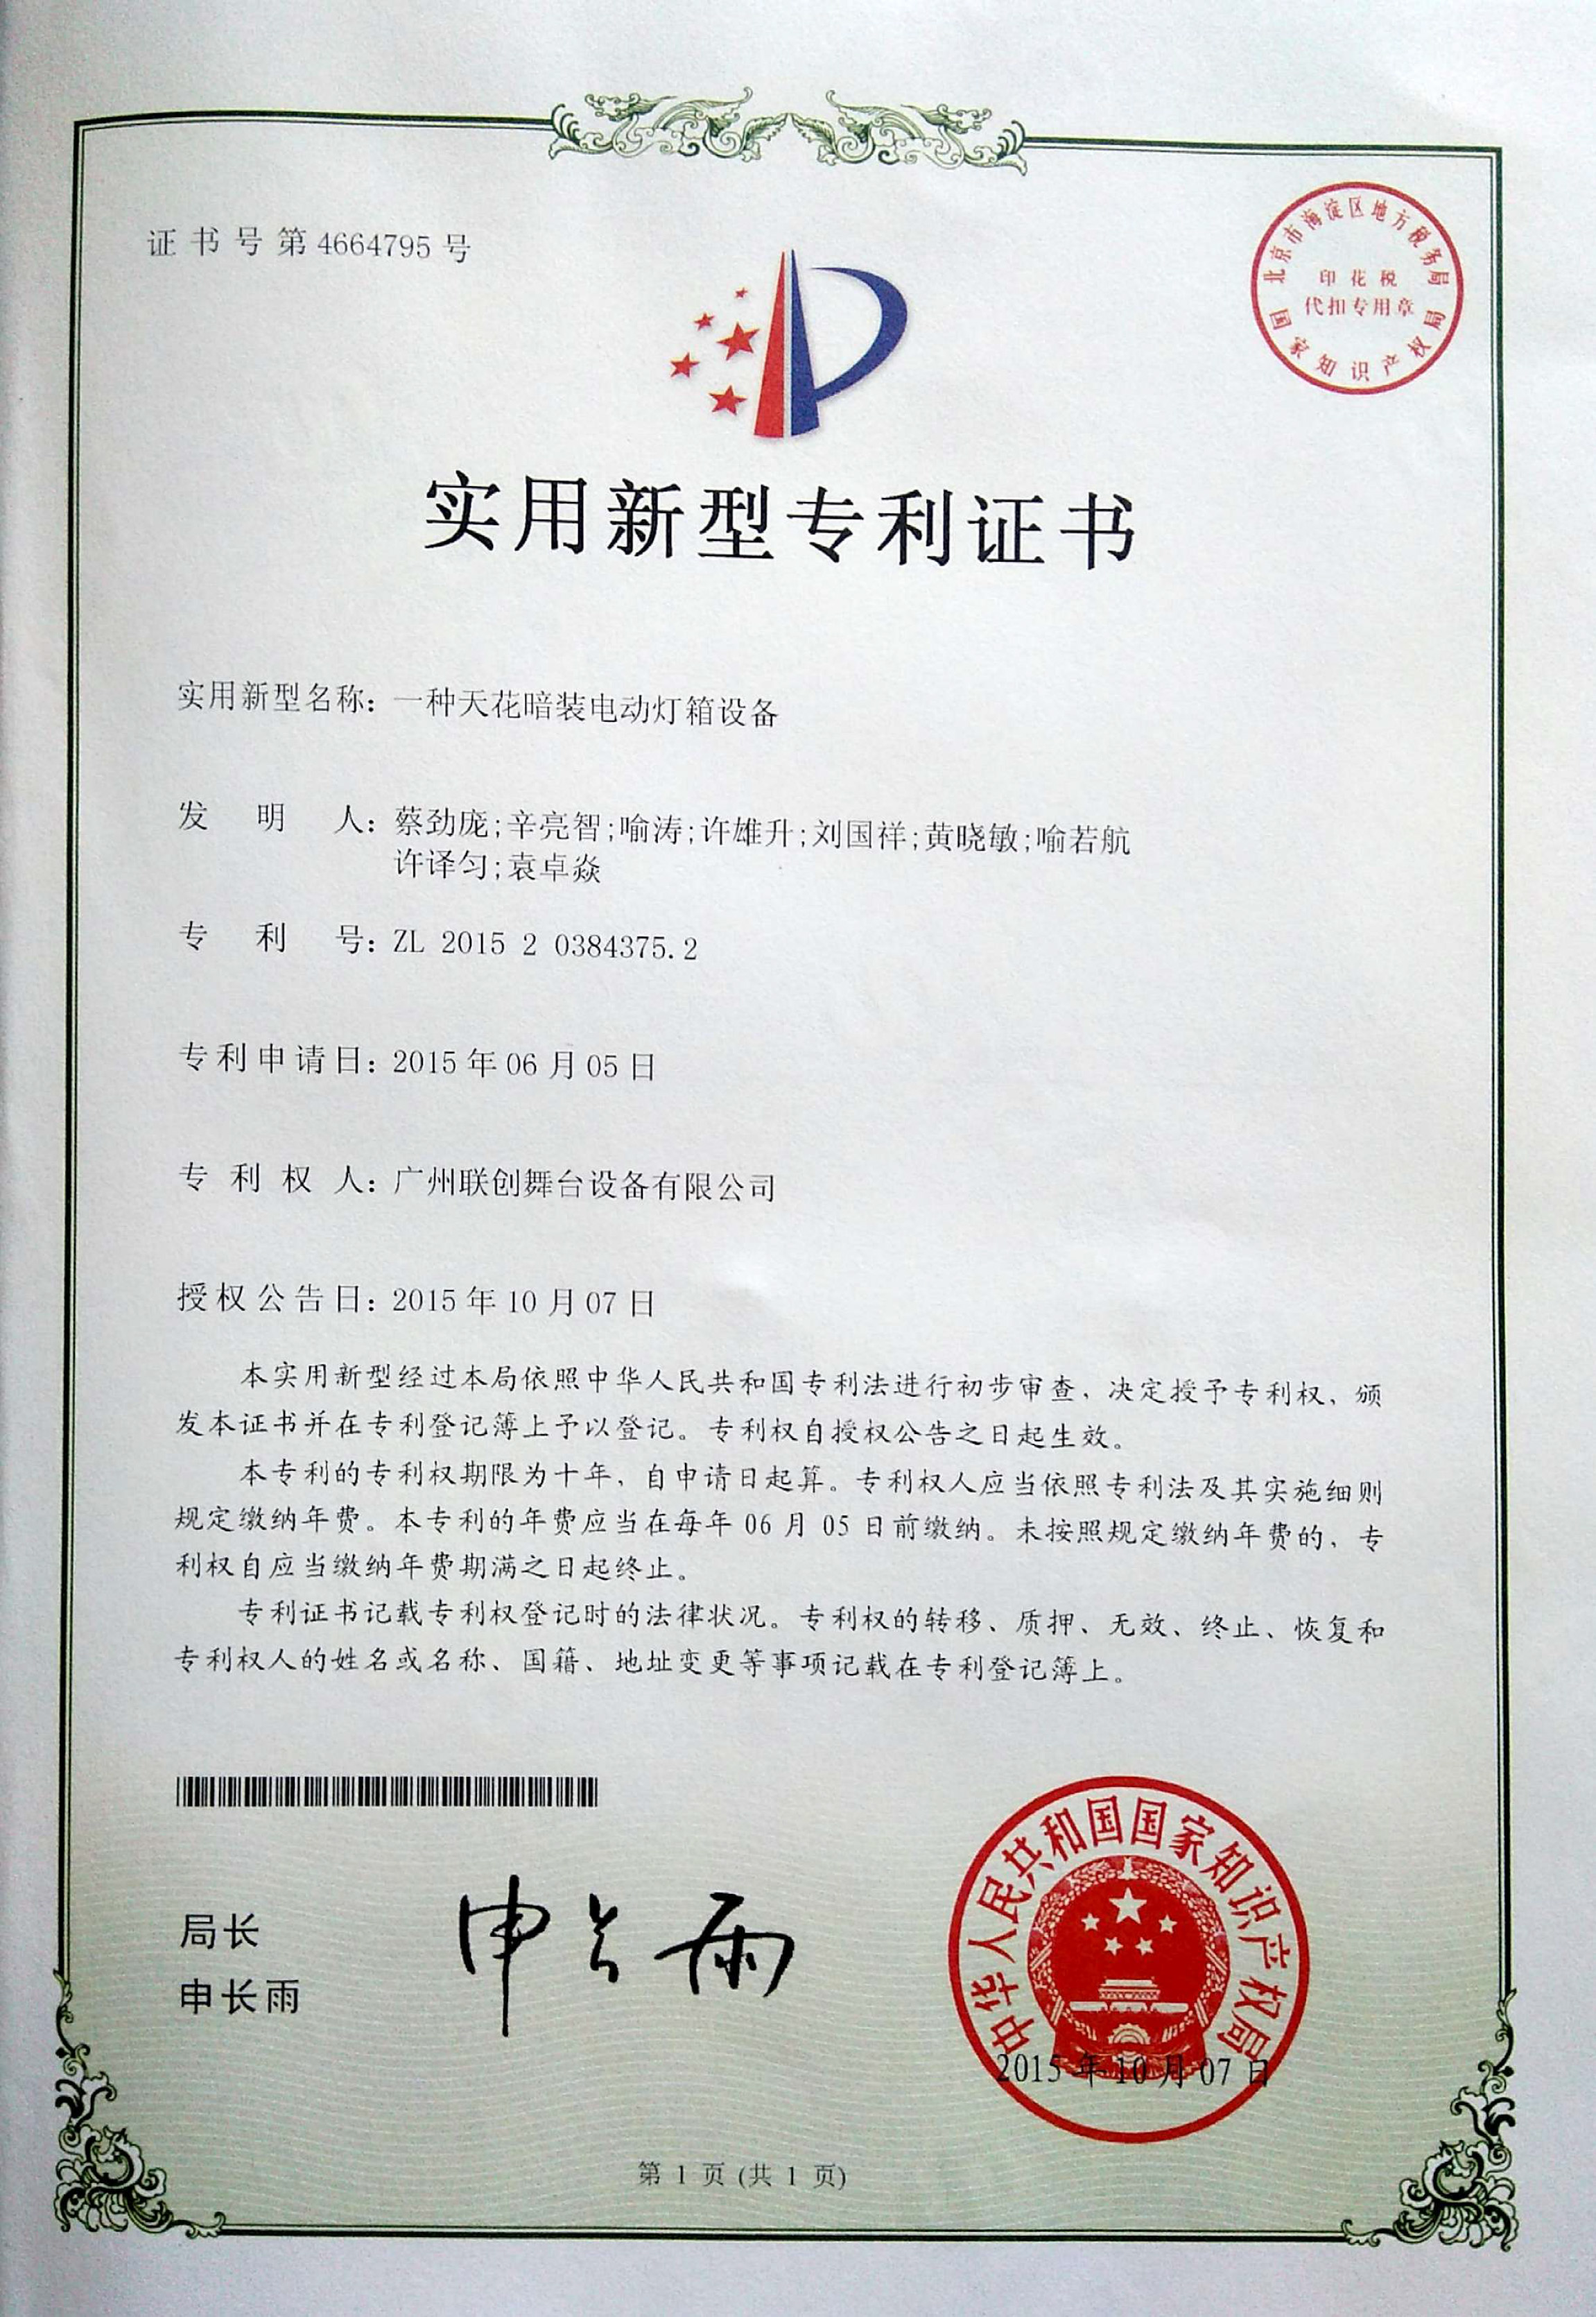 证书号第4664795号
北京市海淀区地方税务局
印花税
代扣专用章
国家知识产权局
实用新型专利证书
实用新型名称：一种天花暗装电动灯箱设备
发明人：蔡劲庞;辛亮智;喻涛;许雄升;刘国祥;黄晓敏;喻若航
许译匀;袁卓焱
专利号：ZL 2015 2 0384375.2
专利申请日：2015年06月05日
专利权人：广州联创舞台设备有限公司
授权公告日：2015年10月07日
本实用新型经过本局依照中华人民共和国专利法进行初步审查，决定授予专利权，颁
发本证书并在专利登记簿上予以登记。专利权自授权公告之日起生效。
本专利的专利权期限为十年，自申请日起算。专利权人应当依照专利法及其实施细则
规定缴纳年费。本专利的年费应当在每年06月05日前缴纳。未按照规定缴纳年费的，专
利权自应当缴纳年费期满之日起终止。
专利证书记载专利权登记时的法律状况。专利权的转移、质押、无效、终止、恢复和
专利权人的姓名或名称、国籍、地址变更等事项记载在专利登记簿上。
局长
申长雨
申长雨
中华人民共和国国家知识产权局
2015年10月07日
第1页(共1页)